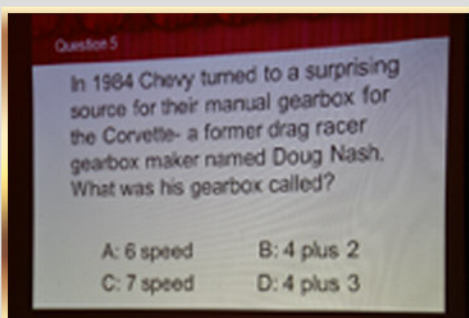 Question 5
In 1984 Chevy turned to a surprising
source for their manual gearbox for
the Corvette- a former drag racer
gearbox maker named Doug Nash.
What was his gearbox called?
A: 6 speed B: 4 plus 2
C: 7 speed D: 4 plus 3